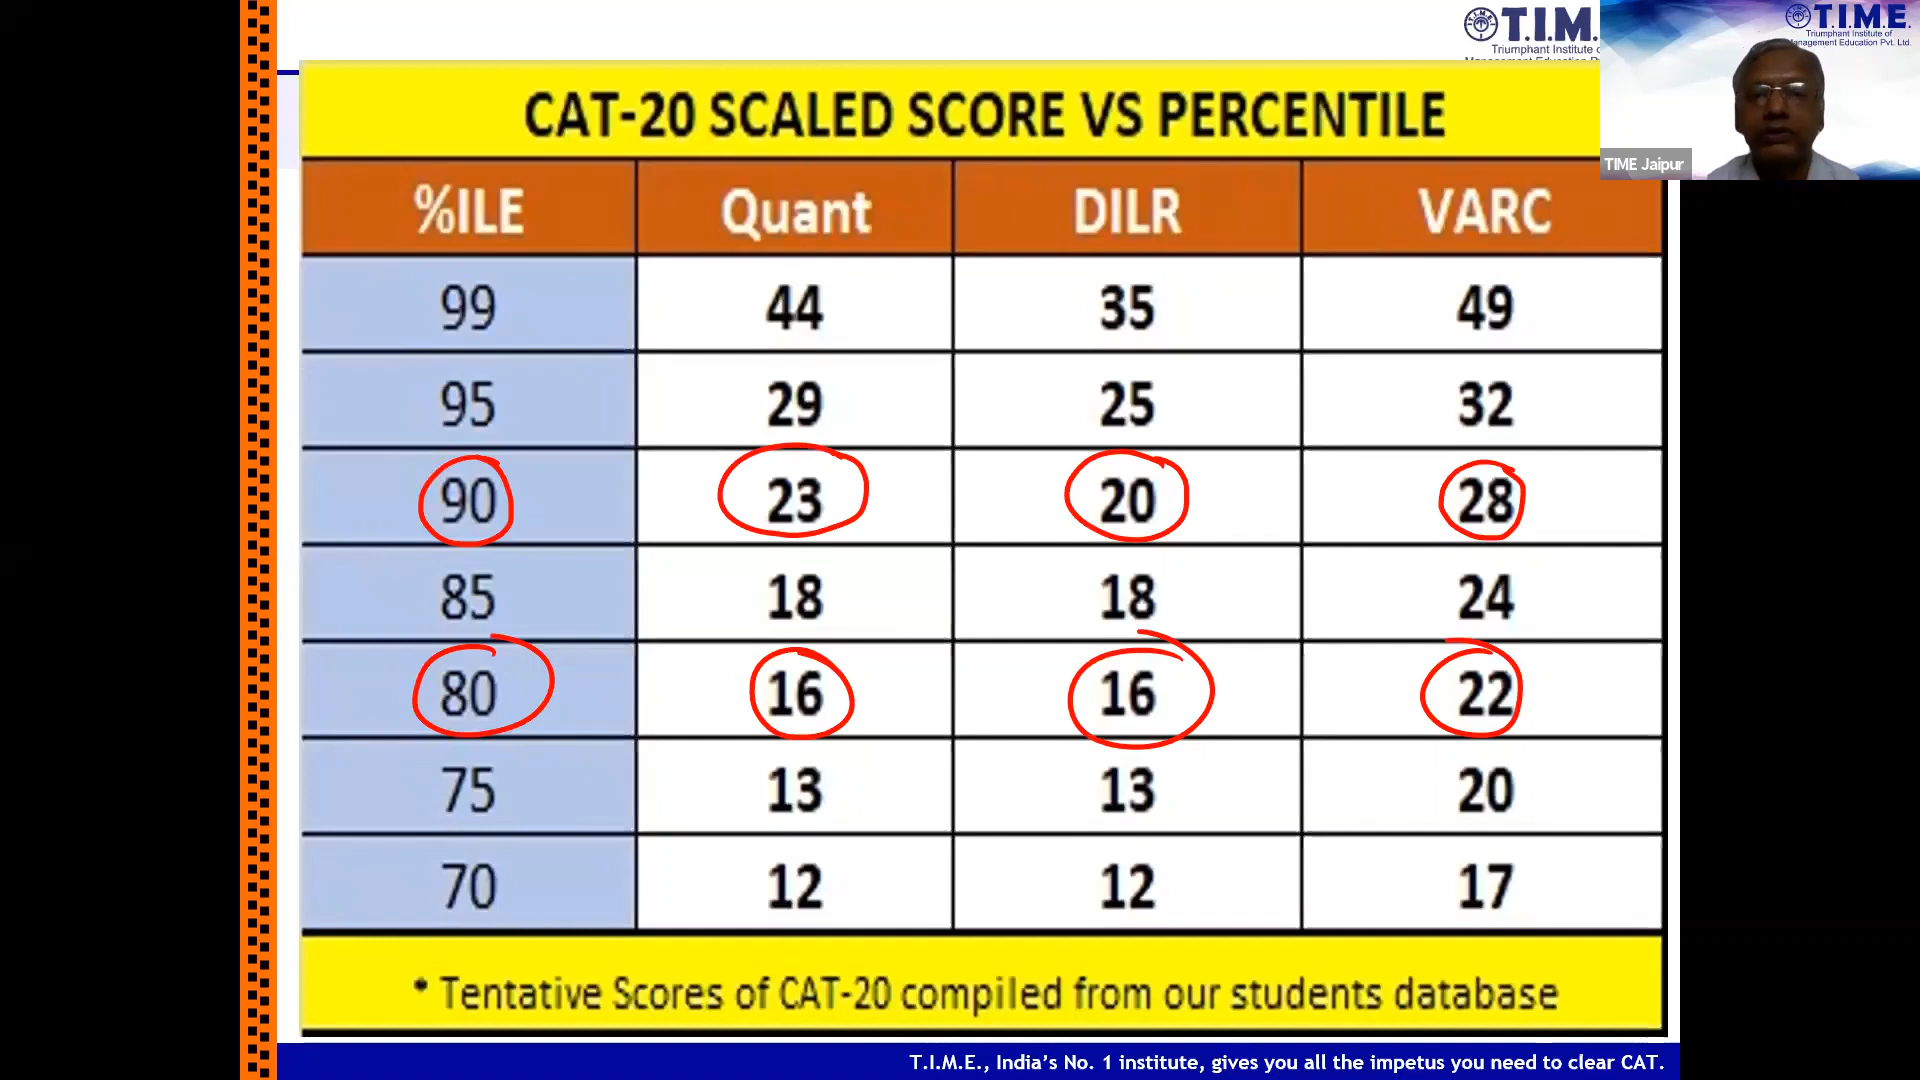 T.I.M.
Triumphant Institute
T.I.M.E.
Triumphant Institute of
Management Education Pvt. Ltd.
TIME Jaipur
CAT-20 SCALED SCORE VS PERCENTILE
%ILE Quant DILR VARC
99 44 35 49
95 29 25 32
90 23 20 28
85 18 18 24
80 16 16 22
75 13 13 20
70 12 12 17
* Tentative Scores of CAT-20 compiled from our students database
T.I.M.E., India's No. 1 institute, gives you all the impetus you need to clear CAT.